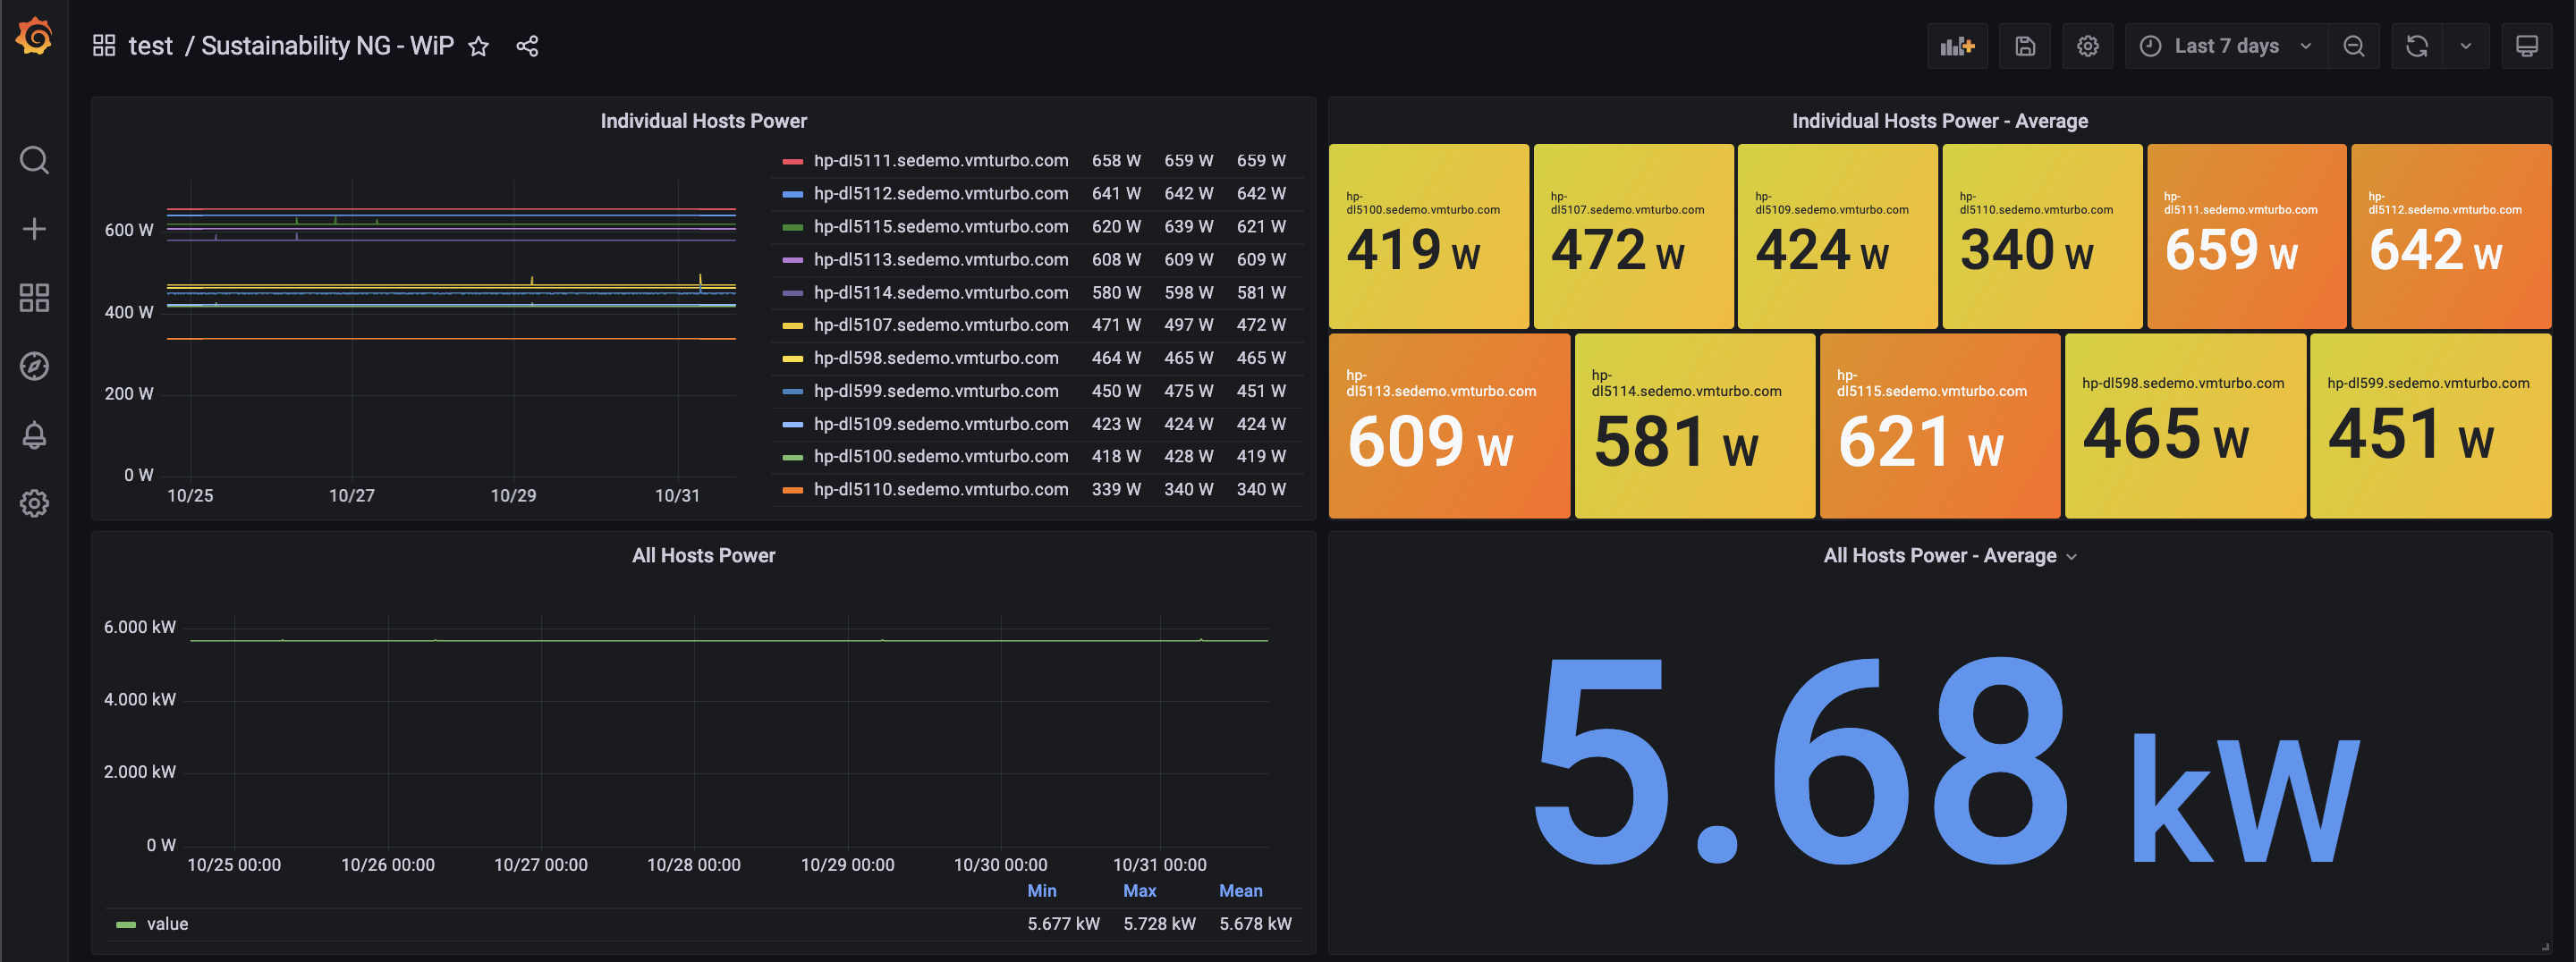 test / Sustainability NG - WiP
Last 7 days
Individual Hosts Power
600 W
400 W
200 W
0 W
10/25 10/27 10/29 10/31
hp-dl5111.sedemo.vmturbo.com 658 W 659 W 659 W
hp-dl5112.sedemo.vmturbo.com 641 W 642 W 642 W
hp-dl5115.sedemo.vmturbo.com 620 W 639 W 621 W
hp-dl5113.sedemo.vmturbo.com 608 W 609 W 609 W
hp-dl5114.sedemo.vmturbo.com 580 W 598 W 581 W
hp-dl5107.sedemo.vmturbo.com 471 W 497 W 472 W
hp-dl598.sedemo.vmturbo.com 464 W 465 W 465 W
hp-dl599.sedemo.vmturbo.com 450 W 475 W 451 W
hp-dl5109.sedemo.vmturbo.com 423 W 424 W 424 W
hp-dl5100.sedemo.vmturbo.com 418 W 428 W 419 W
hp-dl5110.sedemo.vmturbo.com 339 W 340 W 340 W
Individual Hosts Power - Average
hp-
dl5100.sedemo.vmturbo.com
419 W
hp-
dl5107.sedemo.vmturbo.com
472 W
hp-
dl5109.sedemo.vmturbo.com
424 W
hp-
dl5110.sedemo.vmturbo.com
340 W
hp-
dl5111.sedemo.vmturbo.com
659 W
hp-
dl5112.sedemo.vmturbo.com
642 W
hp-
dl5113.sedemo.vmturbo.com
609 W
hp-
dl5114.sedemo.vmturbo.com
581 W
hp-
dl5115.sedemo.vmturbo.com
621 W
hp-dl598.sedemo.vmturbo.com
465 W
hp-dl599.sedemo.vmturbo.com
451 W
All Hosts Power
6.000 kW
4.000 kW
2.000 kW
0 W
10/25 00:00 10/26 00:00 10/27 00:00 10/28 00:00 10/29 00:00 10/30 00:00 10/31 00:00
Min Max Mean
value 5.677 kW 5.728 kW 5.678 kW
All Hosts Power - Average
5.68 kW